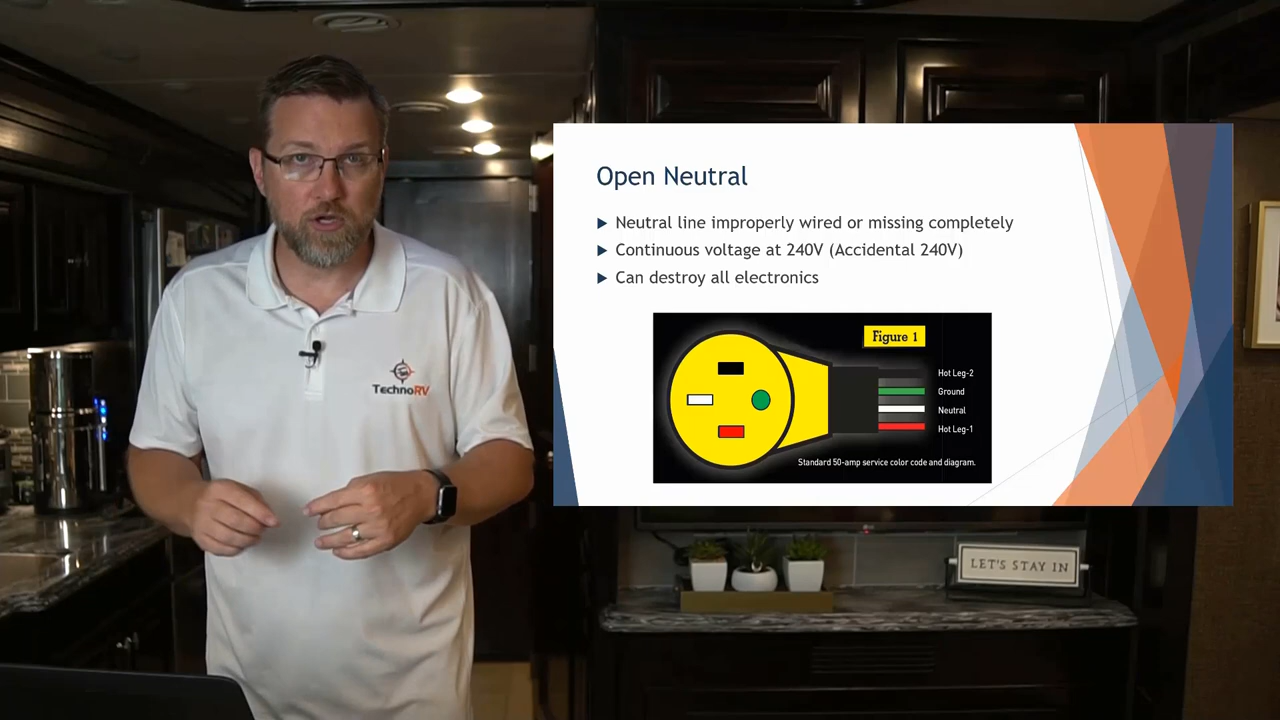 Open Neutral
Neutral line improperly wired or missing completely
Continuous voltage at 240V (Accidental 240V)
Can destroy all electronics
Figure 1
Hot Leg-2
Ground
Neutral
Hot Leg-1
Standard 50-amp service color code and diagram.
TechnoRV
LET'S STAY IN
LG